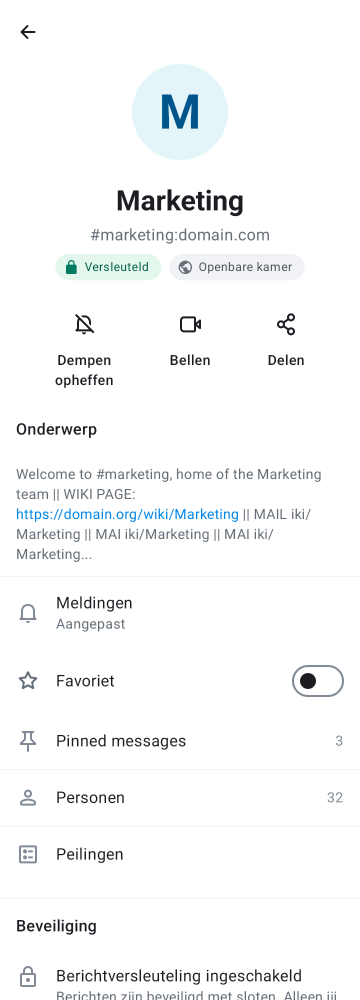 M
Marketing
#marketing:domain.com
Versleuteld
Openbare kamer
Dempen
opheffen
Bellen
Delen
Onderwerp
Welcome to #marketing, home of the Marketing
team || WIKI PAGE:
https://domain.org/wiki/Marketing || MAIL iki/
Marketing || MAI iki/Marketing || MAI iki/
Marketing...
Meldingen
Aangepast
Favoriet
Pinned messages 3
Personen 32
Peilingen
Beveiliging
Berichtversleuteling ingeschakeld
Berichten zijn beveiligd met sloten. Alleen jij